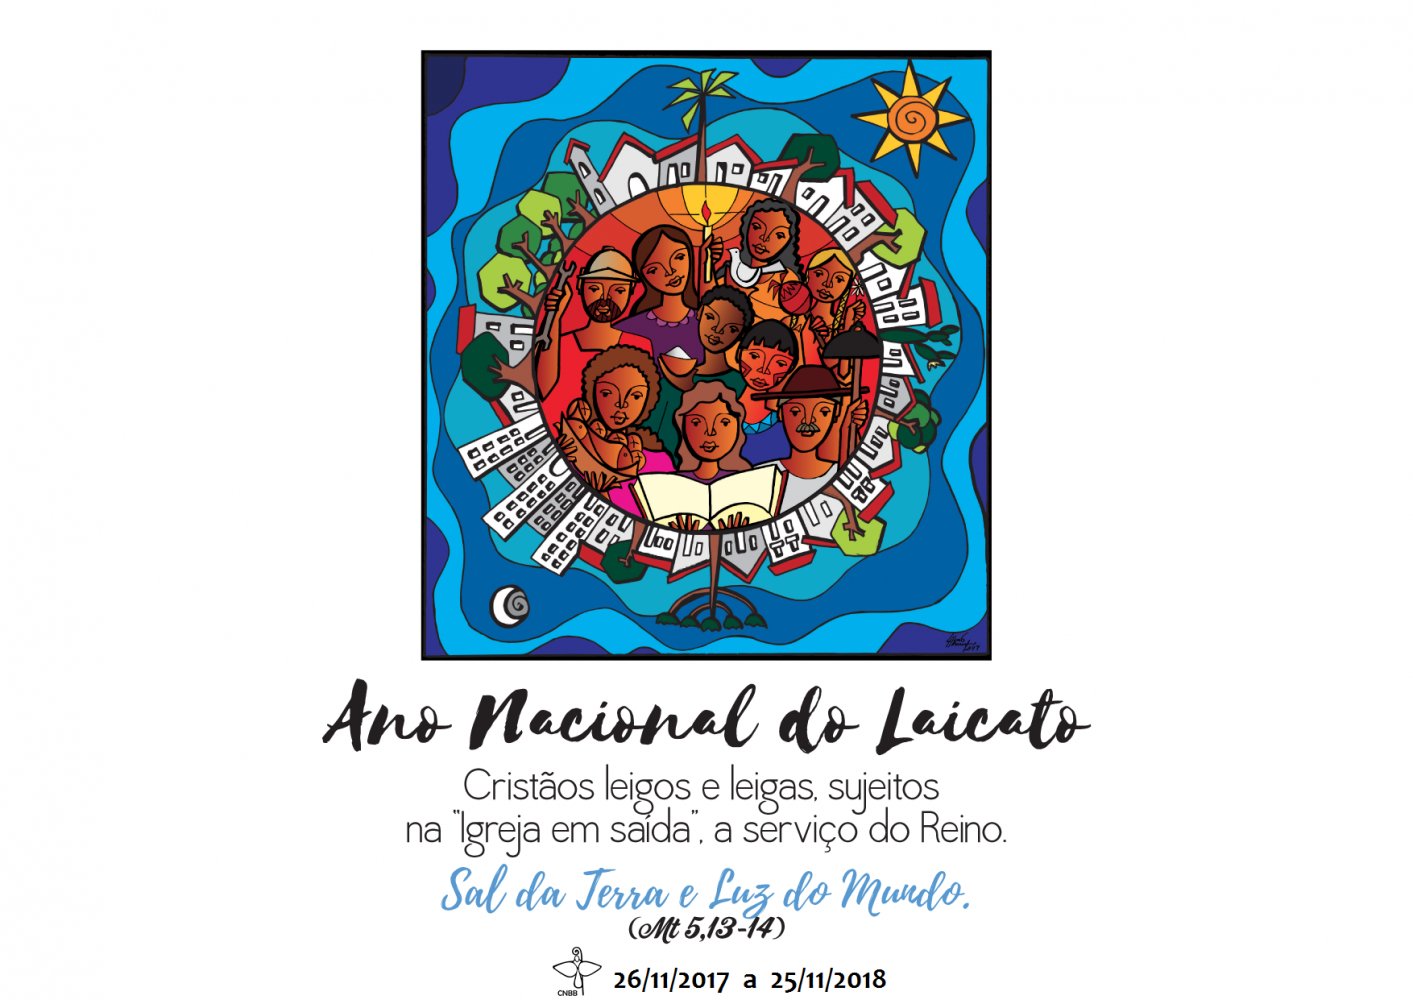 Ano Nacional do Laicato
Cristãos leigos e leigas, sujeitos
na "Igreja em saída", a serviço do Reino.
Sal da Terra e Luz do Mundo.
(Mt 5,13-14)
CNBB
26/11/2017 a 25/11/2018